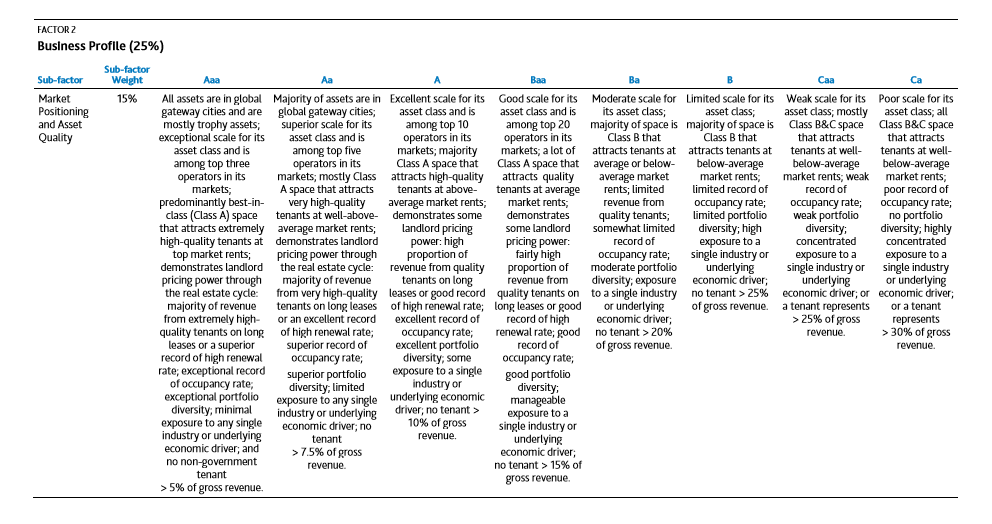 FACTOR 2
Business Profile (25%)
Sub-factor
Sub-factor
Weight
Aaa
Aa
A
Baa
Ba
B
Caa
Ca
Market
Positioning
and Asset
Quality
15%
All assets are in global
gateway cities and are
mostly trophy assets;
exceptional scale for its
asset class and is
among top three
operators in its
markets;
predominantly best-in-
class (Class A) space
that attracts extremely
high-quality tenants at
top market rents;
demonstrates landlord
pricing power through
the real estate cycle:
majority of revenue
from extremely high-
quality tenants on long
leases or a superior
record of high renewal
rate; exceptional record
of occupancy rate;
exceptional portfolio
diversity; minimal
exposure to any single
industry or underlying
economic driver; and
no non-government
tenant
> 5% of gross revenue.
Majority of assets are in
global gateway cities;
superior scale for its
asset class and is
among top five
operators in its
markets; mostly Class
A space that attracts
very high-quality
tenants at well-above-
average market rents;
demonstrates landlord
pricing power through
the real estate cycle:
majority of revenue
from very high-quality
tenants on long leases
or an excellent record
of high renewal rate;
superior record of
occupancy rate;
superior portfolio
diversity; limited
exposure to any single
industry or underlying
economic driver; no
tenant
> 7.5% of gross
revenue.
Excellent scale for its
asset class and is
among top 10
operators in its
markets; majority
Class A space that
attracts high-quality
tenants at above-
average market rents;
demonstrates some
landlord pricing
power: high
proportion of
revenue from quality
tenants on long
leases or good record
of high renewal rate;
excellent record of
occupancy rate;
excellent portfolio
diversity; some
exposure to a single
industry or
underlying economic
driver; no tenant >
10% of gross
revenue.
Good scale for its
asset class and is
among top 20
operators in its
markets; a lot of
Class A space that
attracts quality
tenants at average
market rents;
demonstrates
some landlord
pricing power:
fairly high
proportion of
revenue from
quality tenants on
long leases or good
record of high
renewal rate; good
record of
occupancy rate;
good portfolio
diversity;
manageable
exposure to a
single industry or
underlying
economic driver;
no tenant > 15% of
gross revenue.
Moderate scale for
its asset class;
majority of space is
Class B that
attracts tenants at
average or below-
average market
rents; limited
revenue from
quality tenants;
somewhat limited
record of
occupancy rate;
moderate portfolio
diversity; exposure
to a single industry
or underlying
economic driver;
no tenant > 20%
of gross revenue.
Limited scale for its
asset class;
majority of space is
Class B that
attracts tenants at
below-average
market rents;
limited record of
occupancy rate;
limited portfolio
diversity; high
exposure to a
single industry or
underlying
economic driver;
no tenant > 25%
of gross revenue.
Weak scale for its
asset class; mostly
Class B&C space
that attracts
tenants at well-
below-average
market rents; weak
record of
occupancy rate;
weak portfolio
diversity;
concentrated
exposure to a
single industry or
underlying
economic driver; or
a tenant represents
> 25% of gross
revenue.
Poor scale for its
asset class; all
Class B&C space
that attracts
tenants at well-
below-average
market rents;
poor record of
occupancy rate;
no portfolio
diversity; highly
concentrated
exposure to a
single industry
or underlying
economic driver;
or a tenant
represents
> 30% of gross
revenue.